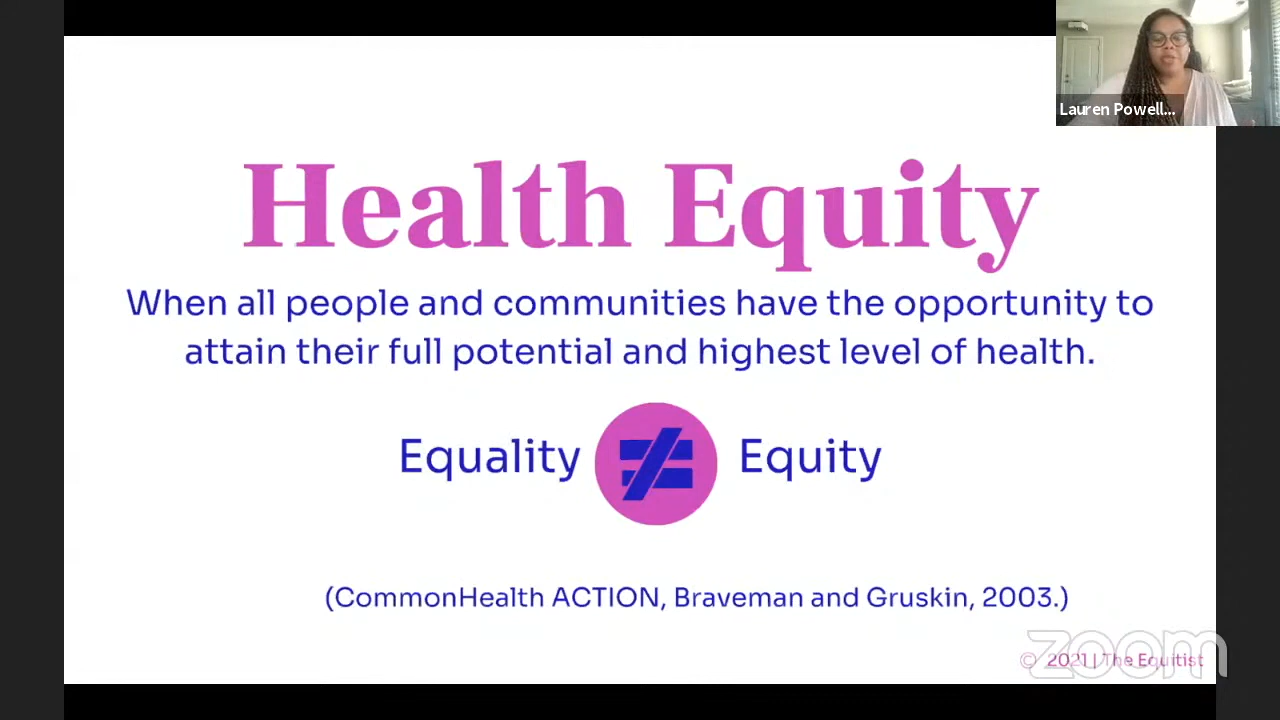 Lauren Powell...
Health Equity
When all people and communities have the opportunity to
attain their full potential and highest level of health.
Equality ≠ Equity
(CommonHealth ACTION, Braveman and Gruskin, 2003.)
© 2021 | The Equitist
zoom